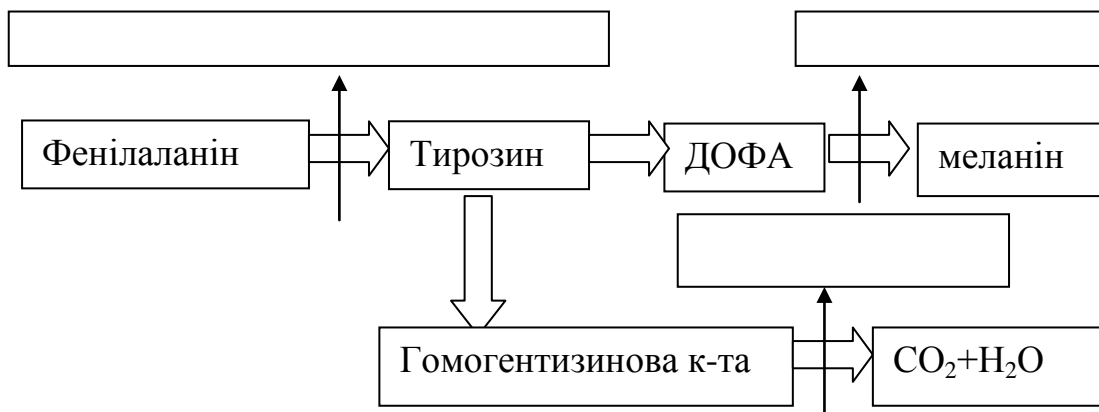 Фенілаланін
Тирозин
ДОФА
меланін
Гомогентизинова к-та
CO₂+H₂O